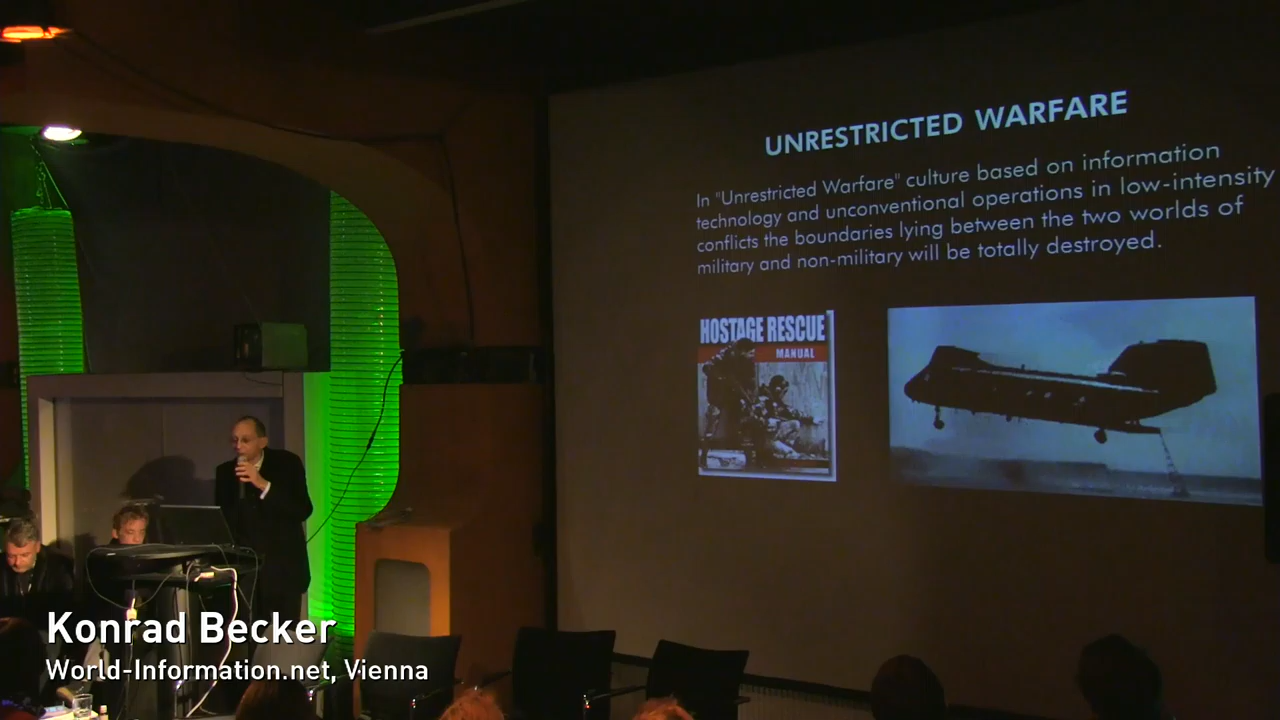 UNRESTRICTED WARFARE
In "Unrestricted Warfare" culture based on information
technology and unconventional operations in low-intensity
conflicts the boundaries lying between the two worlds of
military and non-military will be totally destroyed.
HOSTAGE RESCUE
MANUAL
Konrad Becker
World-Information.net, Vienna